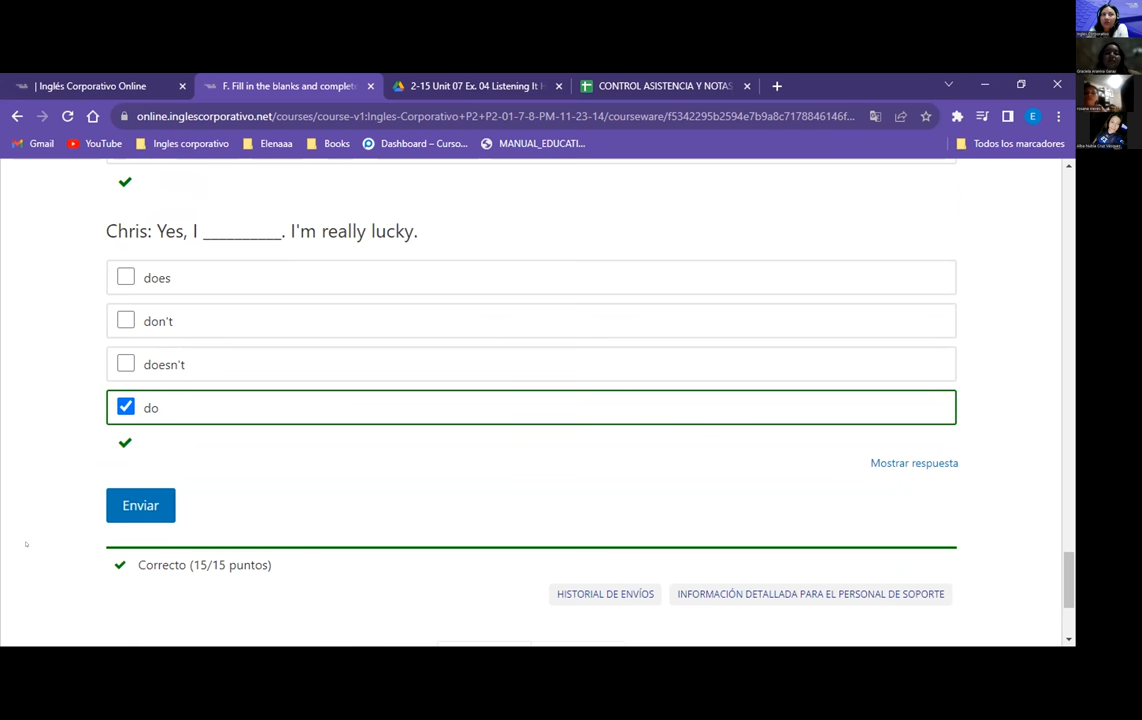 | Inglés Corporativo Online
F. Fill in the blanks and complete
2-15 Unit 07 Ex. 04 Listening It H
CONTROL ASISTENCIA Y NOTAS
online.inglescorporativo.net/courses/course-v1:Ingles-Corporativo+P2+P2-01-7-8-PM-11-23-14/courseware/f5342295b2594e7b9a8c7178846146f...
E
Gmail
YouTube
Ingles corporativo
Elenaaa
Books
Dashboard – Curso...
MANUAL_EDUCATI...
Todos los marcadores
Chris: Yes, I __________. I'm really lucky.
does
don't
doesn't
do
Mostrar respuesta
Enviar
Correcto (15/15 puntos)
HISTORIAL DE ENVÍOS
INFORMACIÓN DETALLADA PARA EL PERSONAL DE SOPORTE